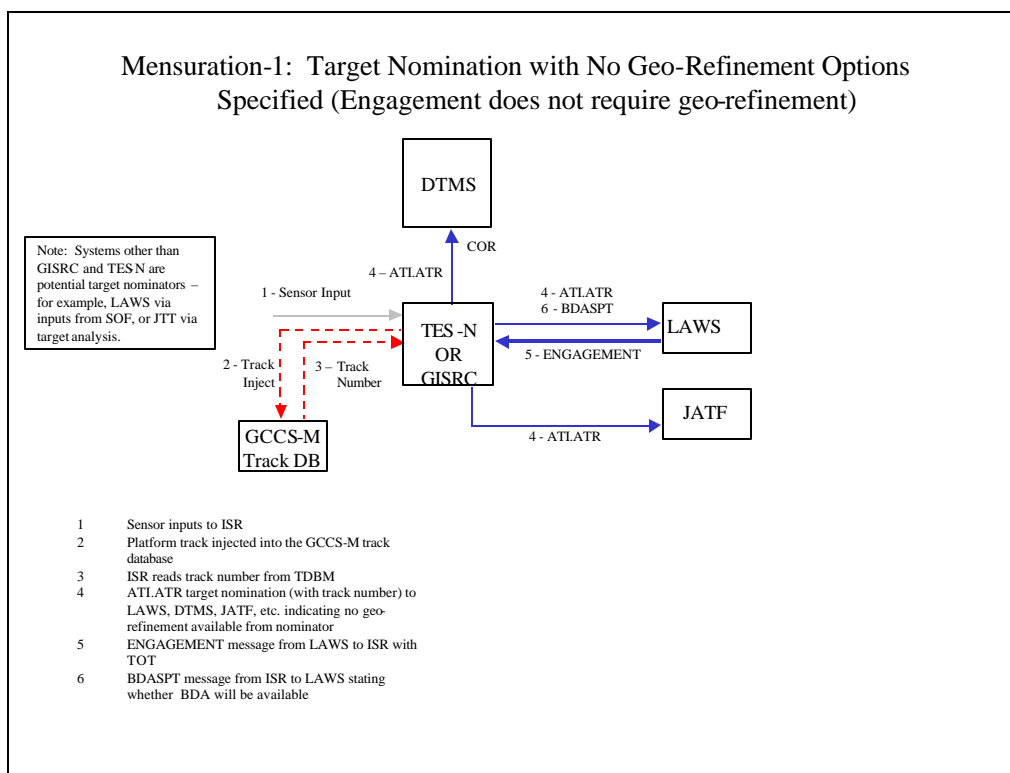 Mensuration-1: Target Nomination with No Geo-Refinement Options
Specified (Engagement does not require geo-refinement)
DTMS
Note: Systems other than
GISRC and TES N are
potential target nominators –
for example, LAWS via
inputs from SOF, or JTT via
target analysis.
COR
4 – ATI.ATR
1 - Sensor Input
4 - ATI.ATR
6 - BDASPT
TES -N
OR
GISRC
LAWS
5 - ENGAGEMENT
2 - Track
Inject
3 – Track
Number
JATF
4 - ATI.ATR
GCCS-M
Track DB
1 Sensor inputs to ISR
2 Platform track injected into the GCCS-M track
database
3 ISR reads track number from TDBM
4 ATI.ATR target nomination (with track number) to
LAWS, DTMS, JATF, etc. indicating no geo-
refinement available from nominator
5 ENGAGEMENT message from LAWS to ISR with
TOT
6 BDASPT message from ISR to LAWS stating
whether BDA will be available